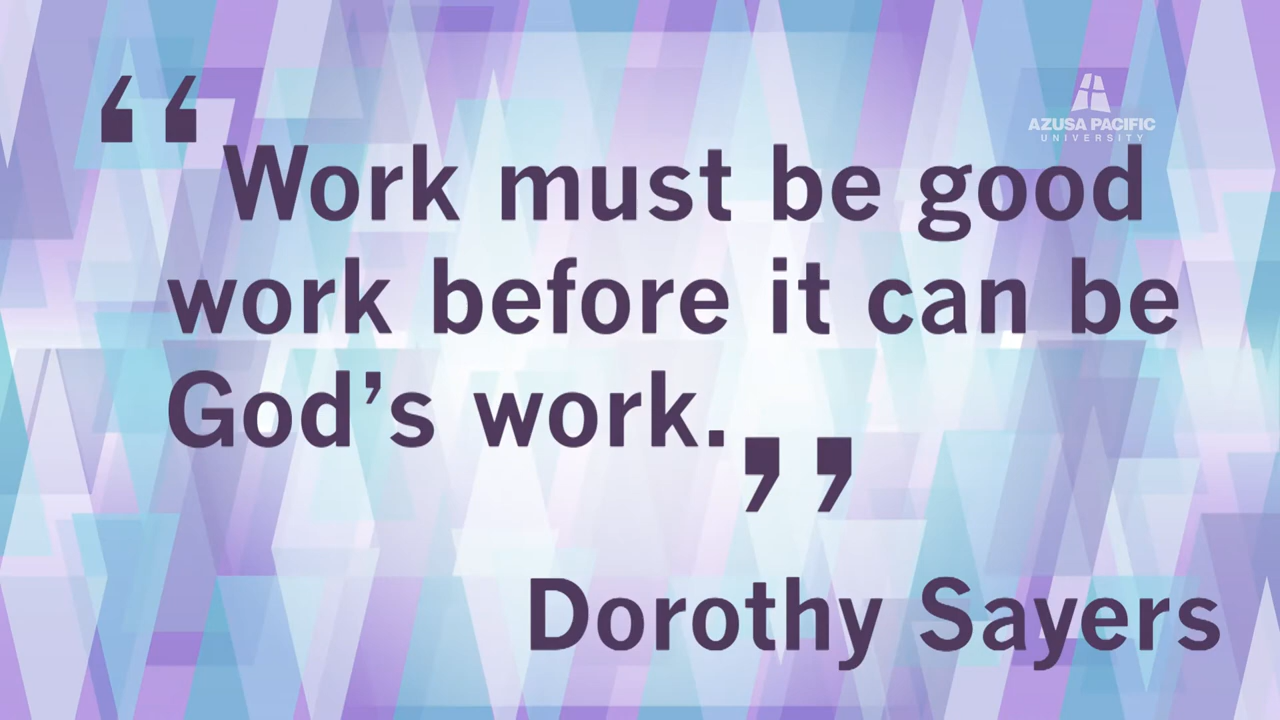 AZUSA PACIFIC
UNIVERSITY
“Work must be good
work before it can be
God’s work.”
Dorothy Sayers